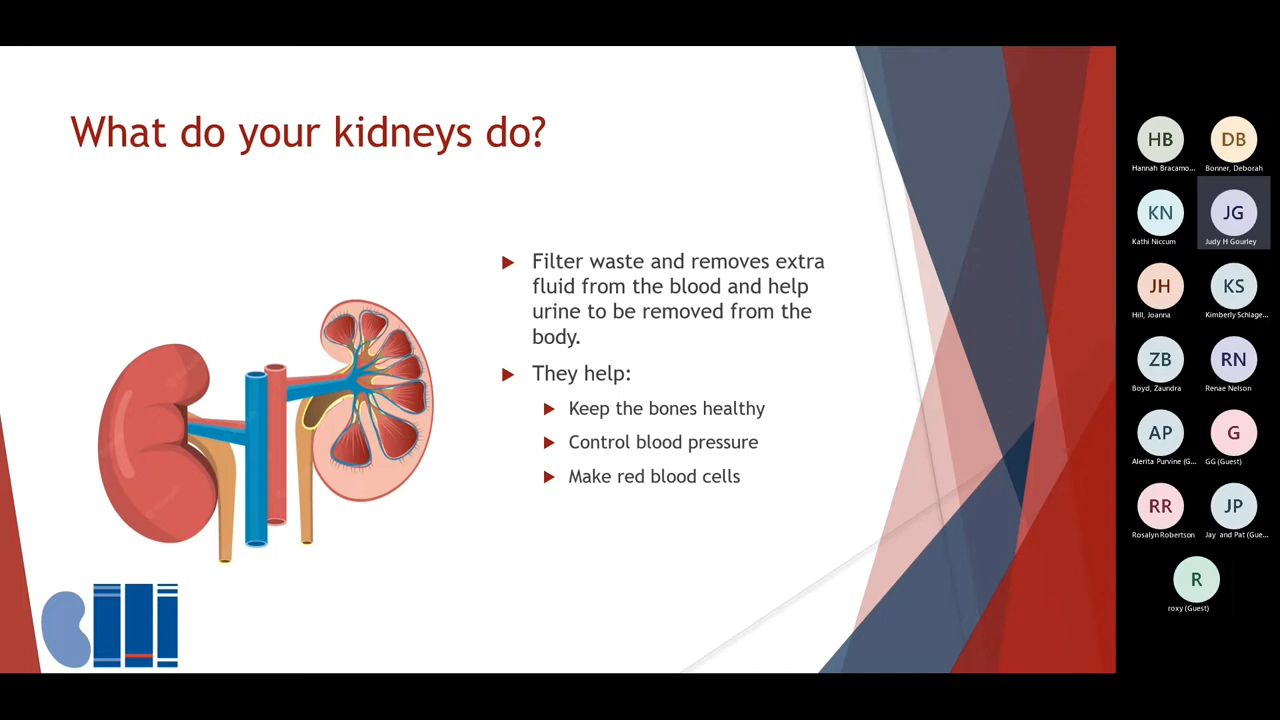 What do your kidneys do?
Filter waste and removes extra
fluid from the blood and help
urine to be removed from the
body.
They help:
Keep the bones healthy
Control blood pressure
Make red blood cells
HB
DB
Hannah Bracamo...
Bonner, Deborah
KN
JG
Kathi Niccum
Judy H Gourley
JH
KS
Hill, Joanna
Kimberly Schlage...
ZB
RN
Boyd, Zaundra
Renae Nelson
AP
G
Alerita Purvine (G...
GG (Guest)
RR
JP
Rosalyn Robertson
Jay and Pat (Gue...
R
roxy (Guest)